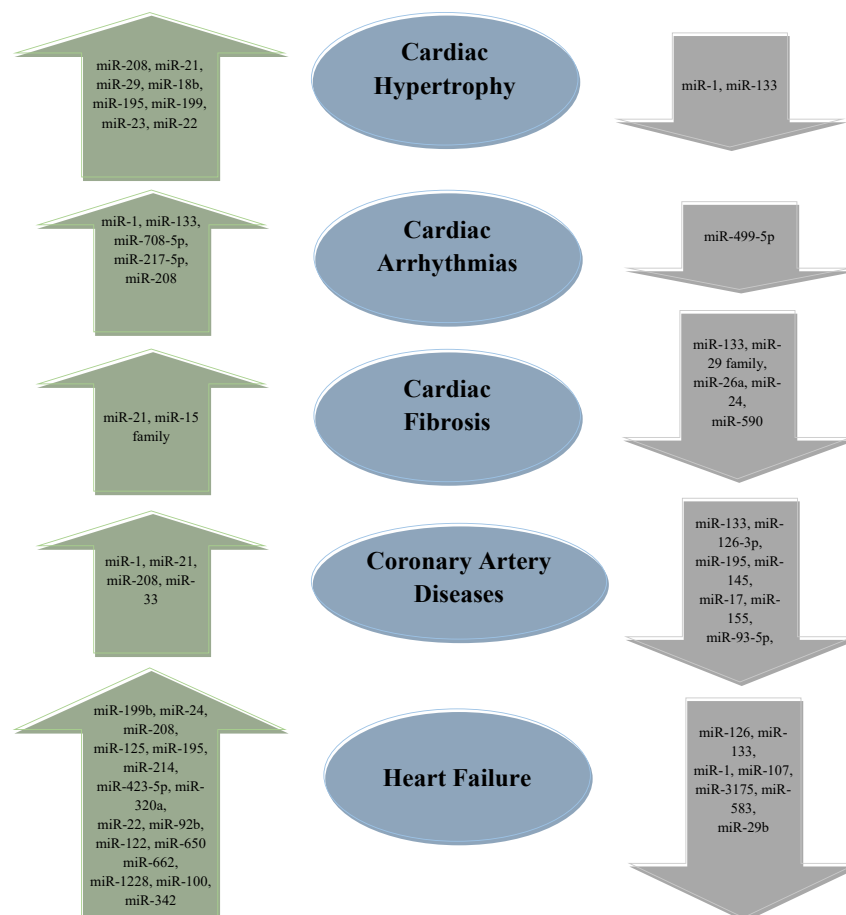 miR-208, miR-21,
miR-29, miR-18b,
miR-195, miR-199,
miR-23, miR-22
Cardiac
Hypertrophy
miR-1, miR-133
miR-1, miR-133,
miR-708-5p,
miR-217-5p,
miR-208
Cardiac
Arrhythmias
miR-499-5p
miR-21, miR-15
family
Cardiac
Fibrosis
miR-133, miR-
29 family,
miR-26a, miR-
24,
miR-590
miR-1, miR-21,
miR-208, miR-
33
Coronary Artery
Diseases
miR-133, miR-
126-3p,
miR-195, miR-
145,
miR-17, miR-
155,
miR-93-5p,
miR-199b, miR-24,
miR-208,
miR-125, miR-195,
miR-214,
miR-423-5p, miR-
320a,
miR-22, miR-92b,
miR-122, miR-650
miR-662,
miR-1228, miR-100,
miR-342
Heart Failure
miR-126, miR-
133,
miR-1, miR-107,
miR-3175, miR-
583,
miR-29b